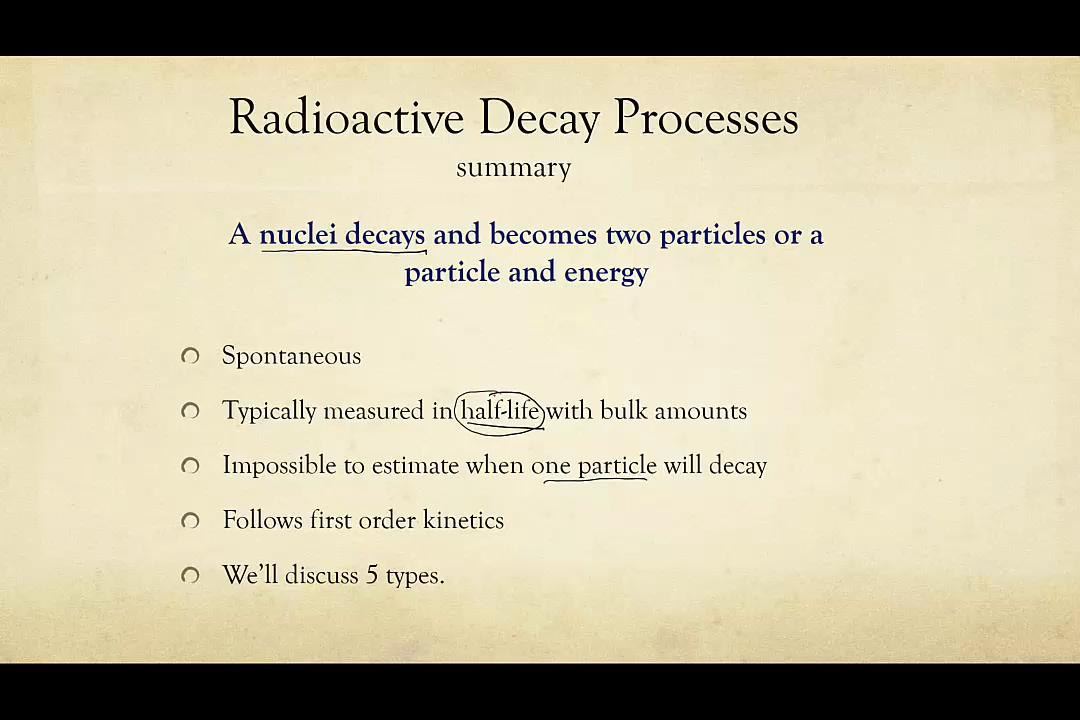 Radioactive Decay Processes
summary
A nuclei decays and becomes two particles or a
particle and energy
Spontaneous
Typically measured in half-life with bulk amounts
Impossible to estimate when one particle will decay
Follows first order kinetics
We'll discuss 5 types.